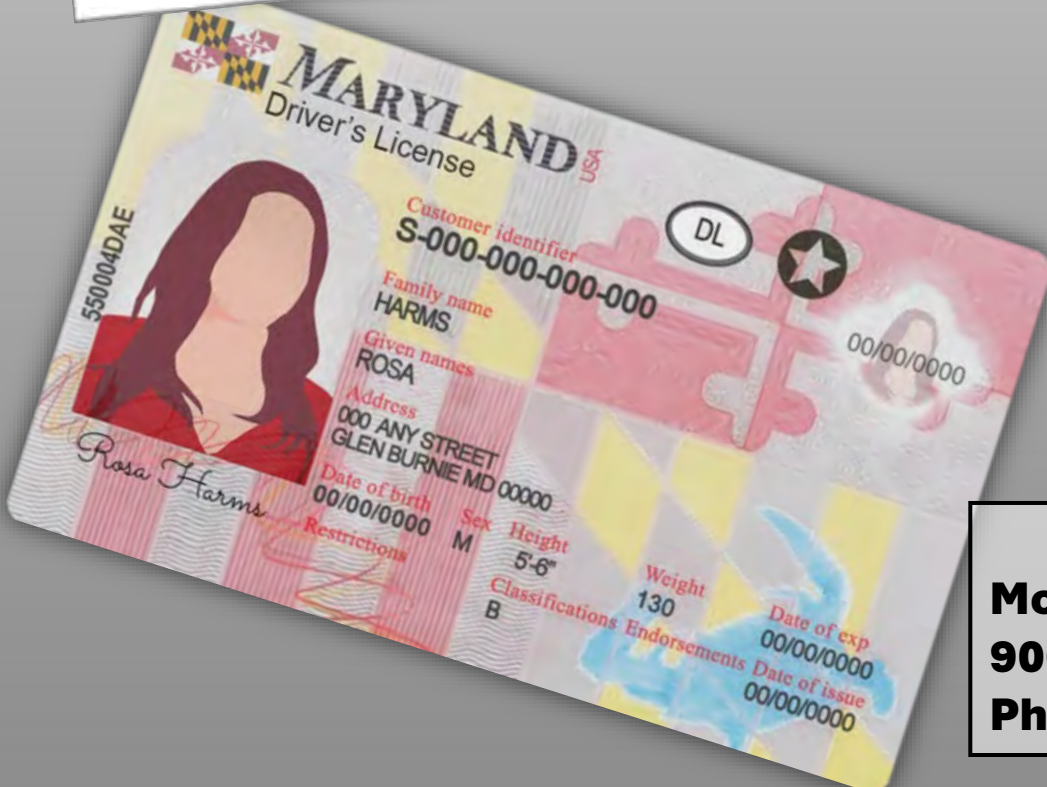 MARYLAND USA
Driver's License
DL
Customer identifier
S-000-000-000-000
550004DAE
Family name
HARMS
Given names
ROSA
00/00/0000
Address
000 ANY STREET
GLEN BURNIE MD 00000
Rosa Harms
Date of birth Sex Height Weight Date of exp
00/00/0000 M 5'-6" 130 00/00/0000
Restrictions Classifications Endorsements Date of issue
B 00/00/0000
Mo
90
Ph